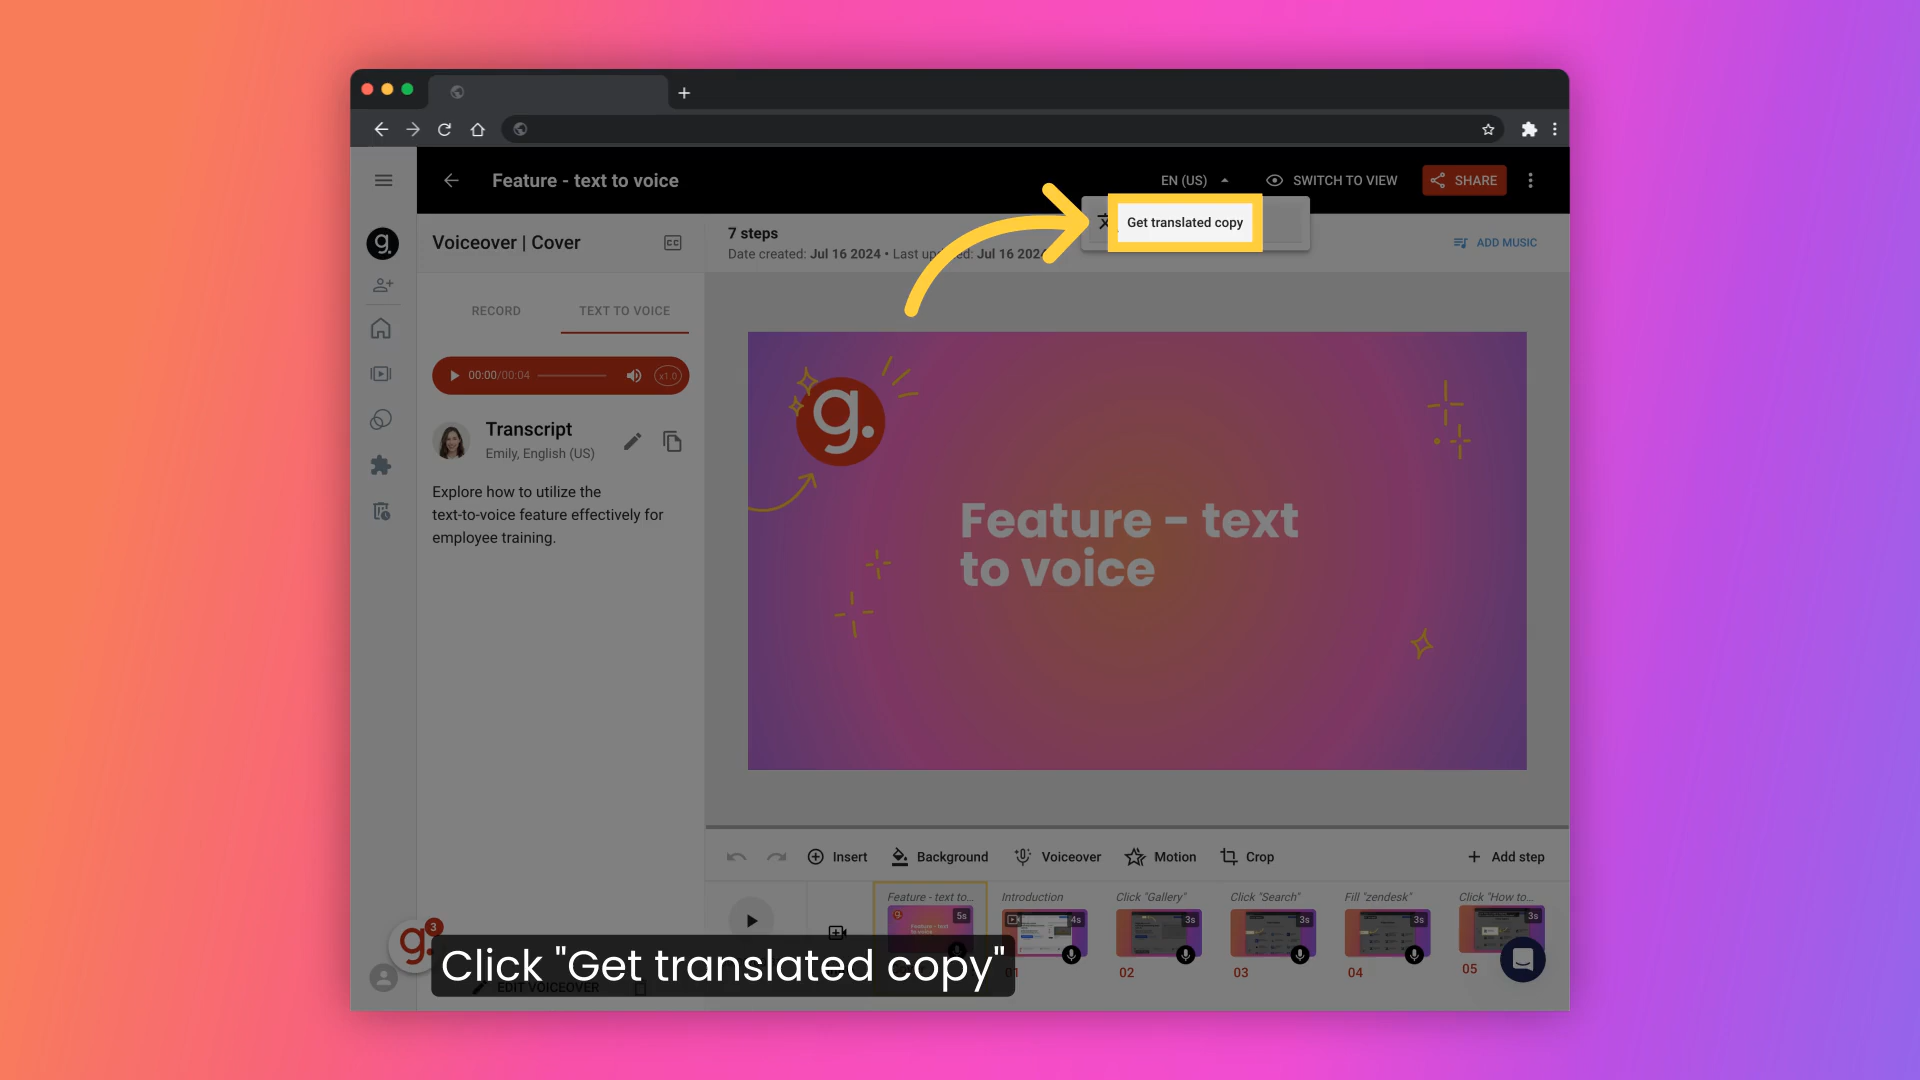 Feature - text to voice
EN (US)
SWITCH TO VIEW
SHARE
Get translated copy
Voiceover | Cover
CC
7 steps
Date created: Jul 16 2024 • Last up ed: Jul 16 202
ADD MUSIC
RECORD
TEXT TO VOICE
00:00/00:04
x1.0
Transcript
Emily, English (US)
Explore how to utilize the
text-to-voice feature effectively for
employee training.
g.
g.
Feature - text
to voice
Insert
Background
Voiceover
Motion
Crop
Add step
Feature - text to...
Introduction
Click "Gallery"
Click "Search"
Fill "zendesk"
Click "How to...
5s
4s
3s
3s
3s
3s
g.
3
01
02
03
04
05
Click "Get translated copy"
EDIT VOICEOVER